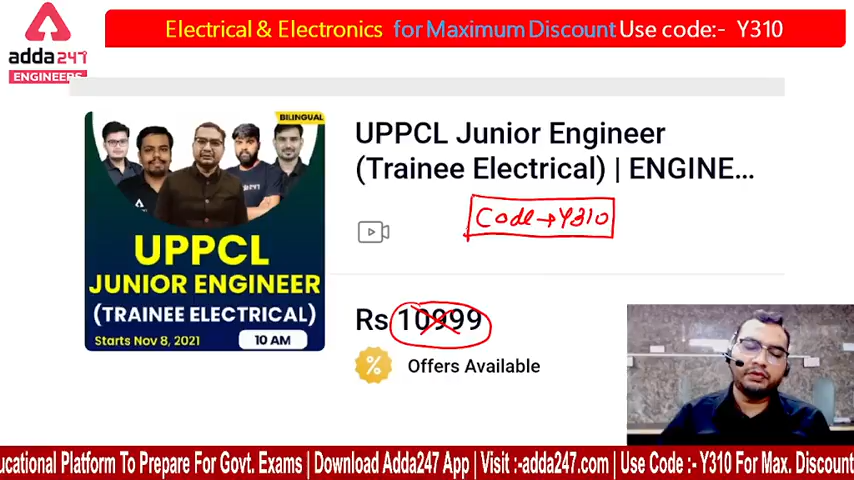 Electrical & Electronics for Maximum Discount Use code:- Y310
adda247
ENGINEERS
BILINGUAL
UPPCL
JUNIOR ENGINEER
(TRAINEE ELECTRICAL)
Starts Nov 8, 2021 10 AM
UPPCL Junior Engineer
(Trainee Electrical) | ENGINE...
Code→Y310
Rs 10999
% Offers Available
ucational Platform To Prepare For Govt. Exams | Download Adda247 App | Visit :-adda247.com | Use Code :- Y310 For Max. Discount